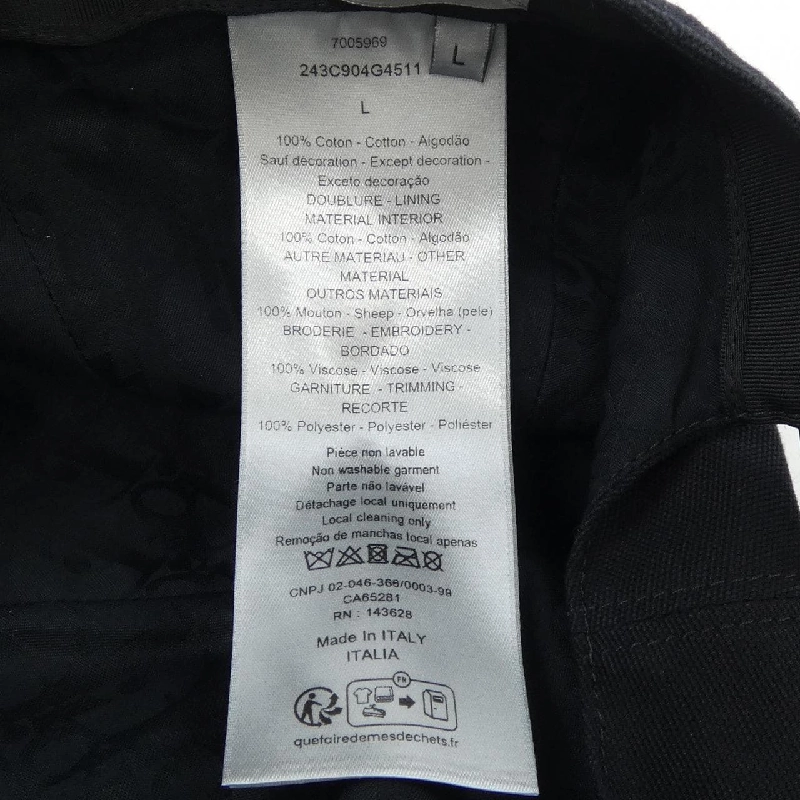 7005969
L
243C904G4511
L
100% Coton - Cotton - Algodão
Sauf décoration - Except decoration -
Exceto decoração
DOUBLURE - LINING
MATERIAL INTERIOR
100% Coton - Cotton - Algodão
AUTRE MATERIAU - OTHER
MATERIAL
OUTROS MATERIAIS
100% Mouton - Sheep - Orvelha (pele)
BRODERIE - EMBROIDERY -
BORDADO
100% Viscose - Viscose - Viscose
GARNITURE - TRIMMING -
RECORTE
100% Polyester - Polyester - Poliéster
Pièce non lavable
Non washable garment
Parte não lavável
Détachage local uniquement
Local cleaning only
Remoção de manchas local apenas
CNPJ 02-046-366/0003-99
CA65281
RN : 143628
Made In ITALY
ITALIA
FR
quefairedemesdechets.fr